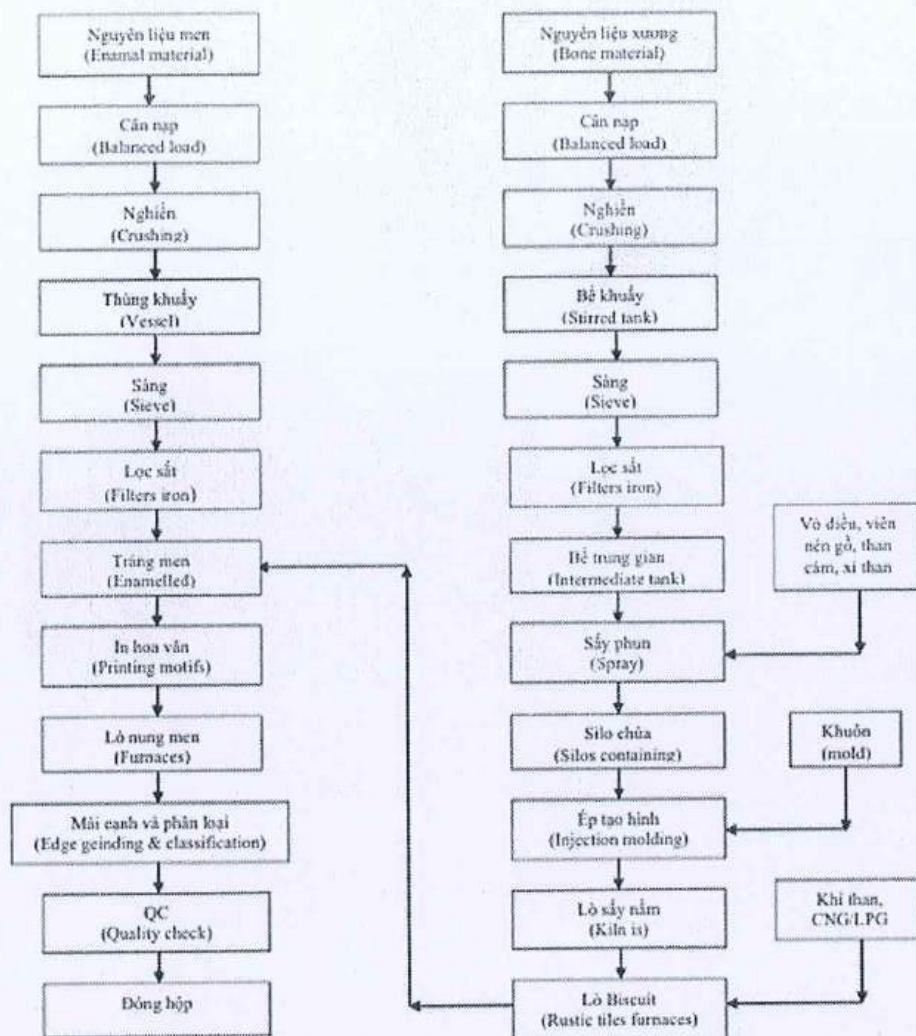 Nguyên liệu men
(Enamal material)
Cân nạp
(Balanced load)
Nghiền
(Crushing)
Thùng khuấy
(Vessel)
Sàng
(Sieve)
Lọc sắt
(Filters iron)
Tráng men
(Enamelled)
In hoa văn
(Printing motifs)
Lò nung men
(Furnaces)
Mài cạnh và phân loại
(Edge geinding & classification)
QC
(Quality check)
Đóng hộp
Nguyên liệu xương
(Bone material)
Cân nạp
(Balanced load)
Nghiền
(Crushing)
Bể khuấy
(Stirred tank)
Sàng
(Sieve)
Lọc sắt
(Filters iron)
Bể trung gian
(Intermediate tank)
Sấy phun
(Spray)
Silo chứa
(Silos containing)
Ép tạo hình
(Injection molding)
Lò sấy nằm
(Kiln is)
Lò Biscuit
(Rustic tiles furnaces)
Vỏ điều, viên
nén gỗ, than
cám, xỉ than
Khuôn
(mold)
Khí than,
CNG/LPG